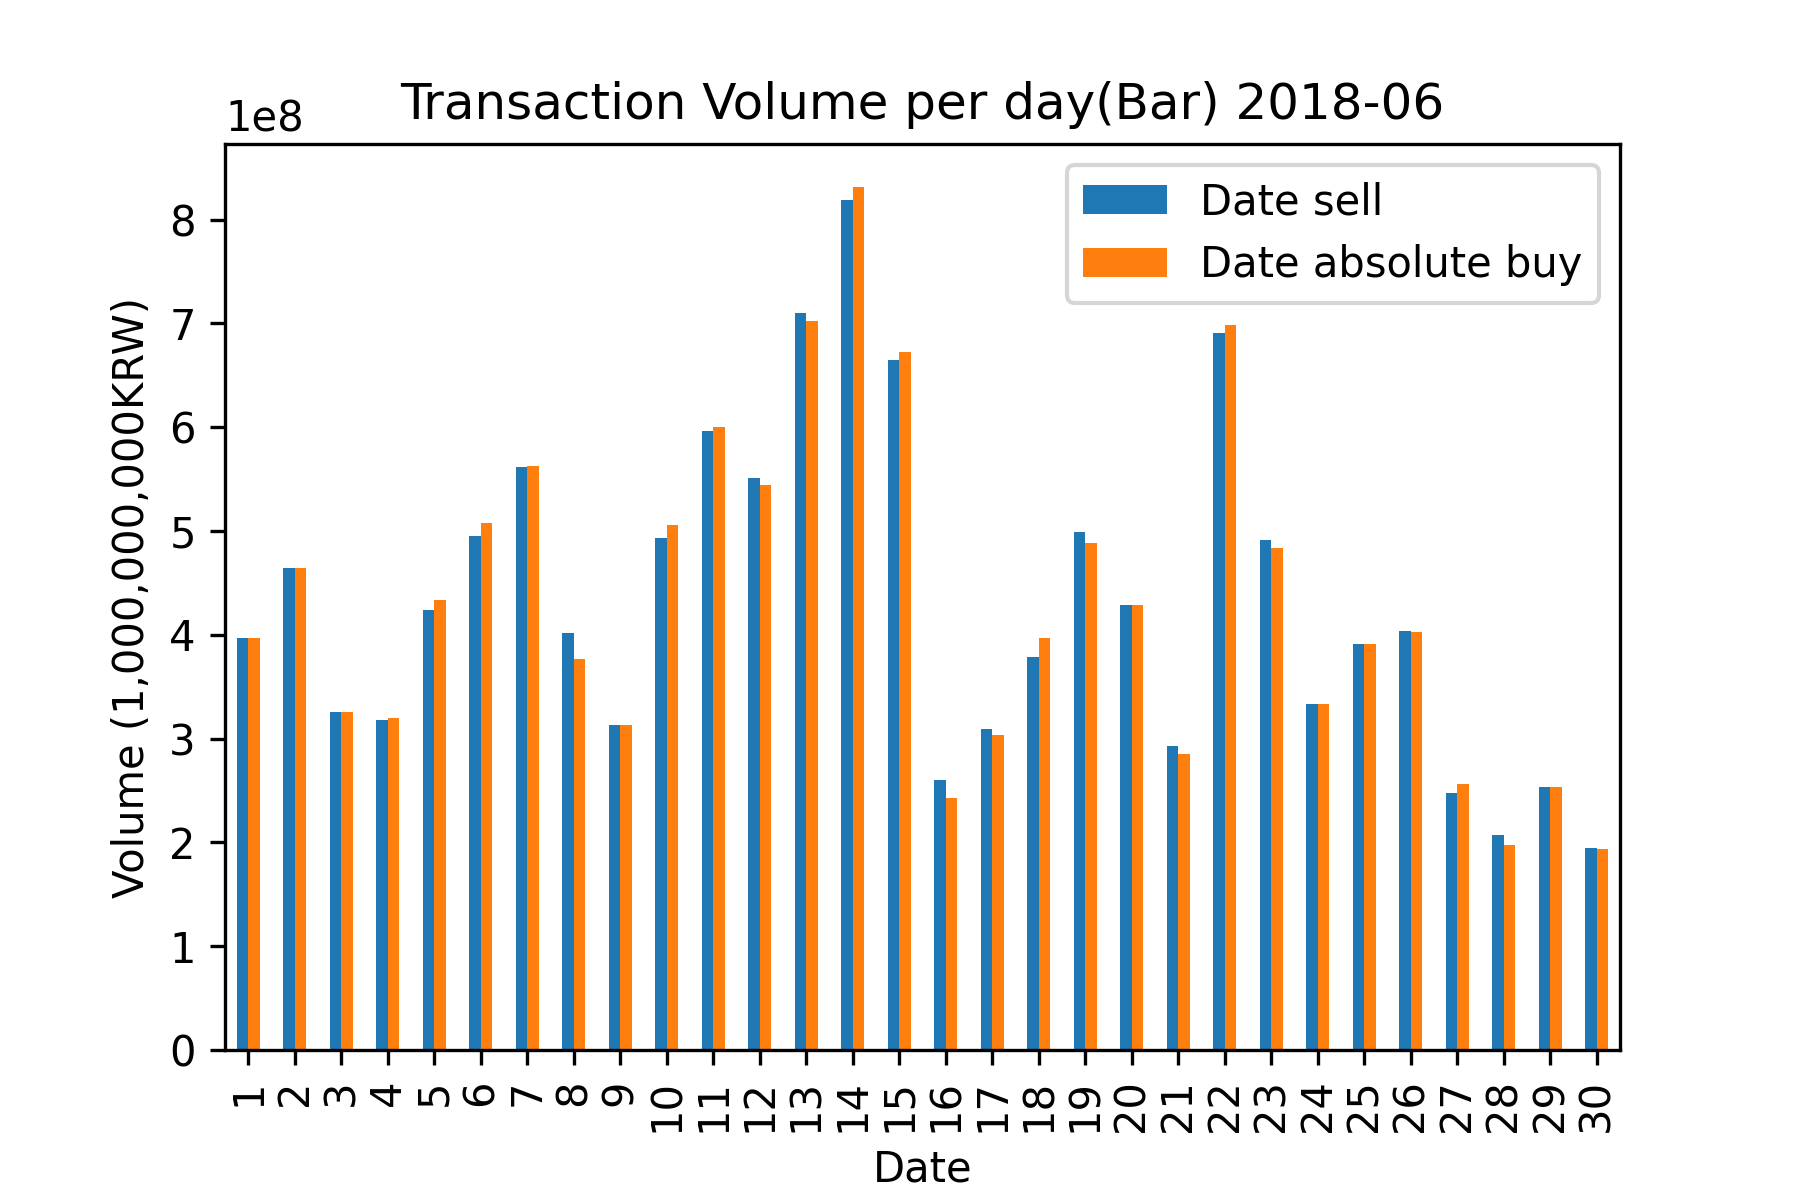 Transaction Volume per day(Bar) 2018-06
1e8
Date sell
Date absolute buy
Volume (1,000,000,000KRW)
8
7
6
5
4
3
2
1
0
1 2 3 4 5 6 7 8 9 10 11 12 13 14 15 16 17 18 19 20 21 22 23 24 25 26 27 28 29 30
Date